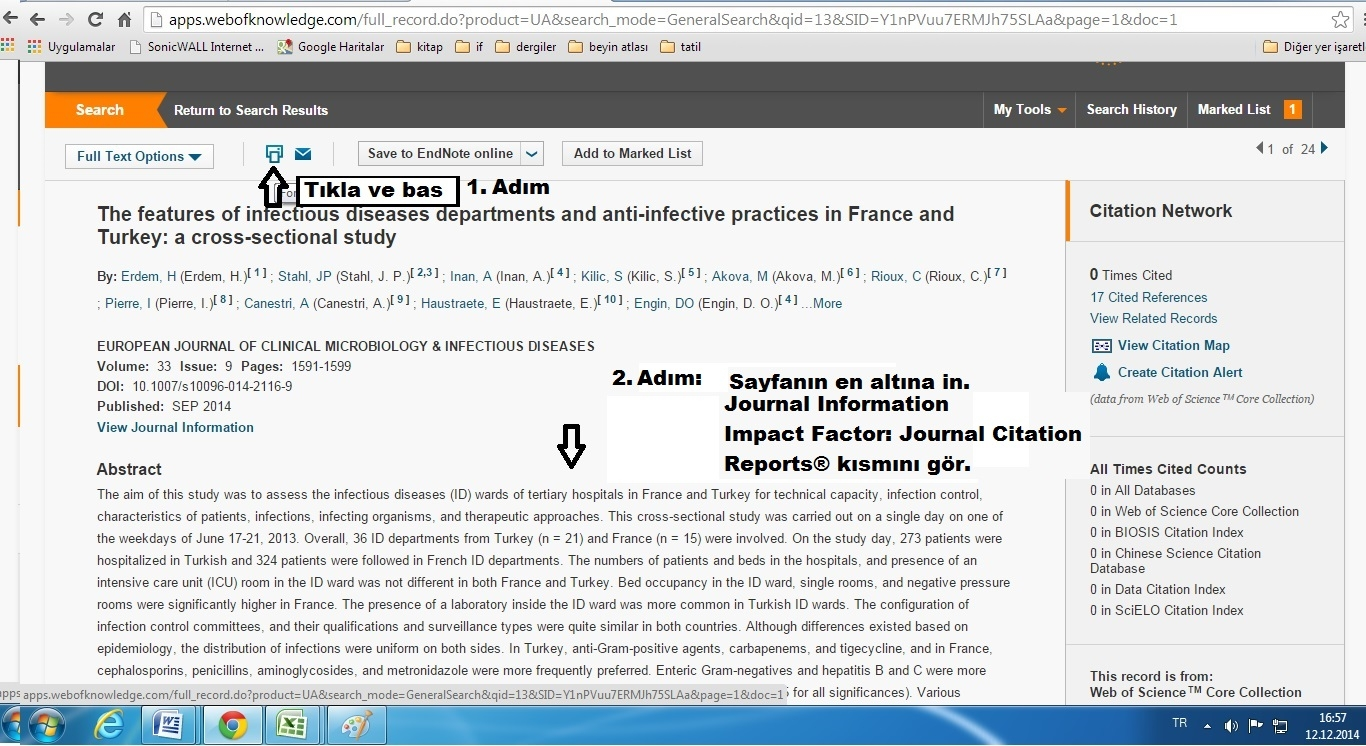 apps.webofknowledge.com/full_record.do?product=UA&search_mode=GeneralSearch&qid=13&SID=Y1nPVuu7ERMJh75SLAa&page=1&doc=1
Uygulamalar SonicWALL Internet ... Google Haritalar kitap if dergiler beyin atlası tatil Diğer yer işaretl
Search Return to Search Results My Tools Search History Marked List 1
Full Text Options Save to EndNote online Add to Marked List 1 of 24
Tıkla ve bas 1. Adım
The features of infectious diseases departments and anti-infective practices in France and
Turkey: a cross-sectional study
By: Erdem, H (Erdem, H.)[ 1 ] ; Stahl, JP (Stahl, J. P.)[ 2,3 ] ; Inan, A (Inan, A.)[ 4 ] ; Kilic, S (Kilic, S.)[ 5 ] ; Akova, M (Akova, M.)[ 6 ] ; Rioux, C (Rioux, C.)[ 7 ]
; Pierre, I (Pierre, I.)[ 8 ] ; Canestri, A (Canestri, A.)[ 9 ] ; Haustraete, E (Haustraete, E.)[ 10 ] ; Engin, DO (Engin, D. O.)[ 4 ] ...More
EUROPEAN JOURNAL OF CLINICAL MICROBIOLOGY & INFECTIOUS DISEASES
Volume: 33 Issue: 9 Pages: 1591-1599
DOI: 10.1007/s10096-014-2116-9
Published: SEP 2014
View Journal Information
2. Adım: Sayfanın en altına in.
Journal Information
Impact Factor: Journal Citation
Reports® kısmını gör.
Abstract
The aim of this study was to assess the infectious diseases (ID) wards of tertiary hospitals in France and Turkey for technical capacity, infection control,
characteristics of patients, infections, infecting organisms, and therapeutic approaches. This cross-sectional study was carried out on a single day on one of
the weekdays of June 17-21, 2013. Overall, 36 ID departments from Turkey (n = 21) and France (n = 15) were involved. On the study day, 273 patients were
hospitalized in Turkish and 324 patients were followed in French ID departments. The numbers of patients and beds in the hospitals, and presence of an
intensive care unit (ICU) room in the ID ward was not different in both France and Turkey. Bed occupancy in the ID ward, single rooms, and negative pressure
rooms were significantly higher in France. The presence of a laboratory inside the ID ward was more common in Turkish ID wards. The configuration of
infection control committees, and their qualifications and surveillance types were quite similar in both countries. Although differences existed based on
epidemiology, the distribution of infections were uniform on both sides. In Turkey, anti-Gram-positive agents, carbapenems, and tigecycline, and in France,
cephalosporins, penicillins, aminoglycosides, and metronidazole were more frequently preferred. Enteric Gram-negatives and hepatitis B and C were more
5 for all significances). Various
Citation Network
0 Times Cited
17 Cited References
View Related Records
View Citation Map
Create Citation Alert
(data from Web of Science™ Core Collection)
All Times Cited Counts
0 in All Databases
0 in Web of Science Core Collection
0 in BIOSIS Citation Index
0 in Chinese Science Citation
Database
0 in Data Citation Index
0 in SciELO Citation Index
This record is from:
Web of Science™ Core Collection
apps apps.webofknowledge.com/full_record.do?product=UA&search_mode=GeneralSearch&qid=13&SID=Y1nPVuu7ERMJh75SLAa&page=1&doc=1
TR 16:57
12.12.2014